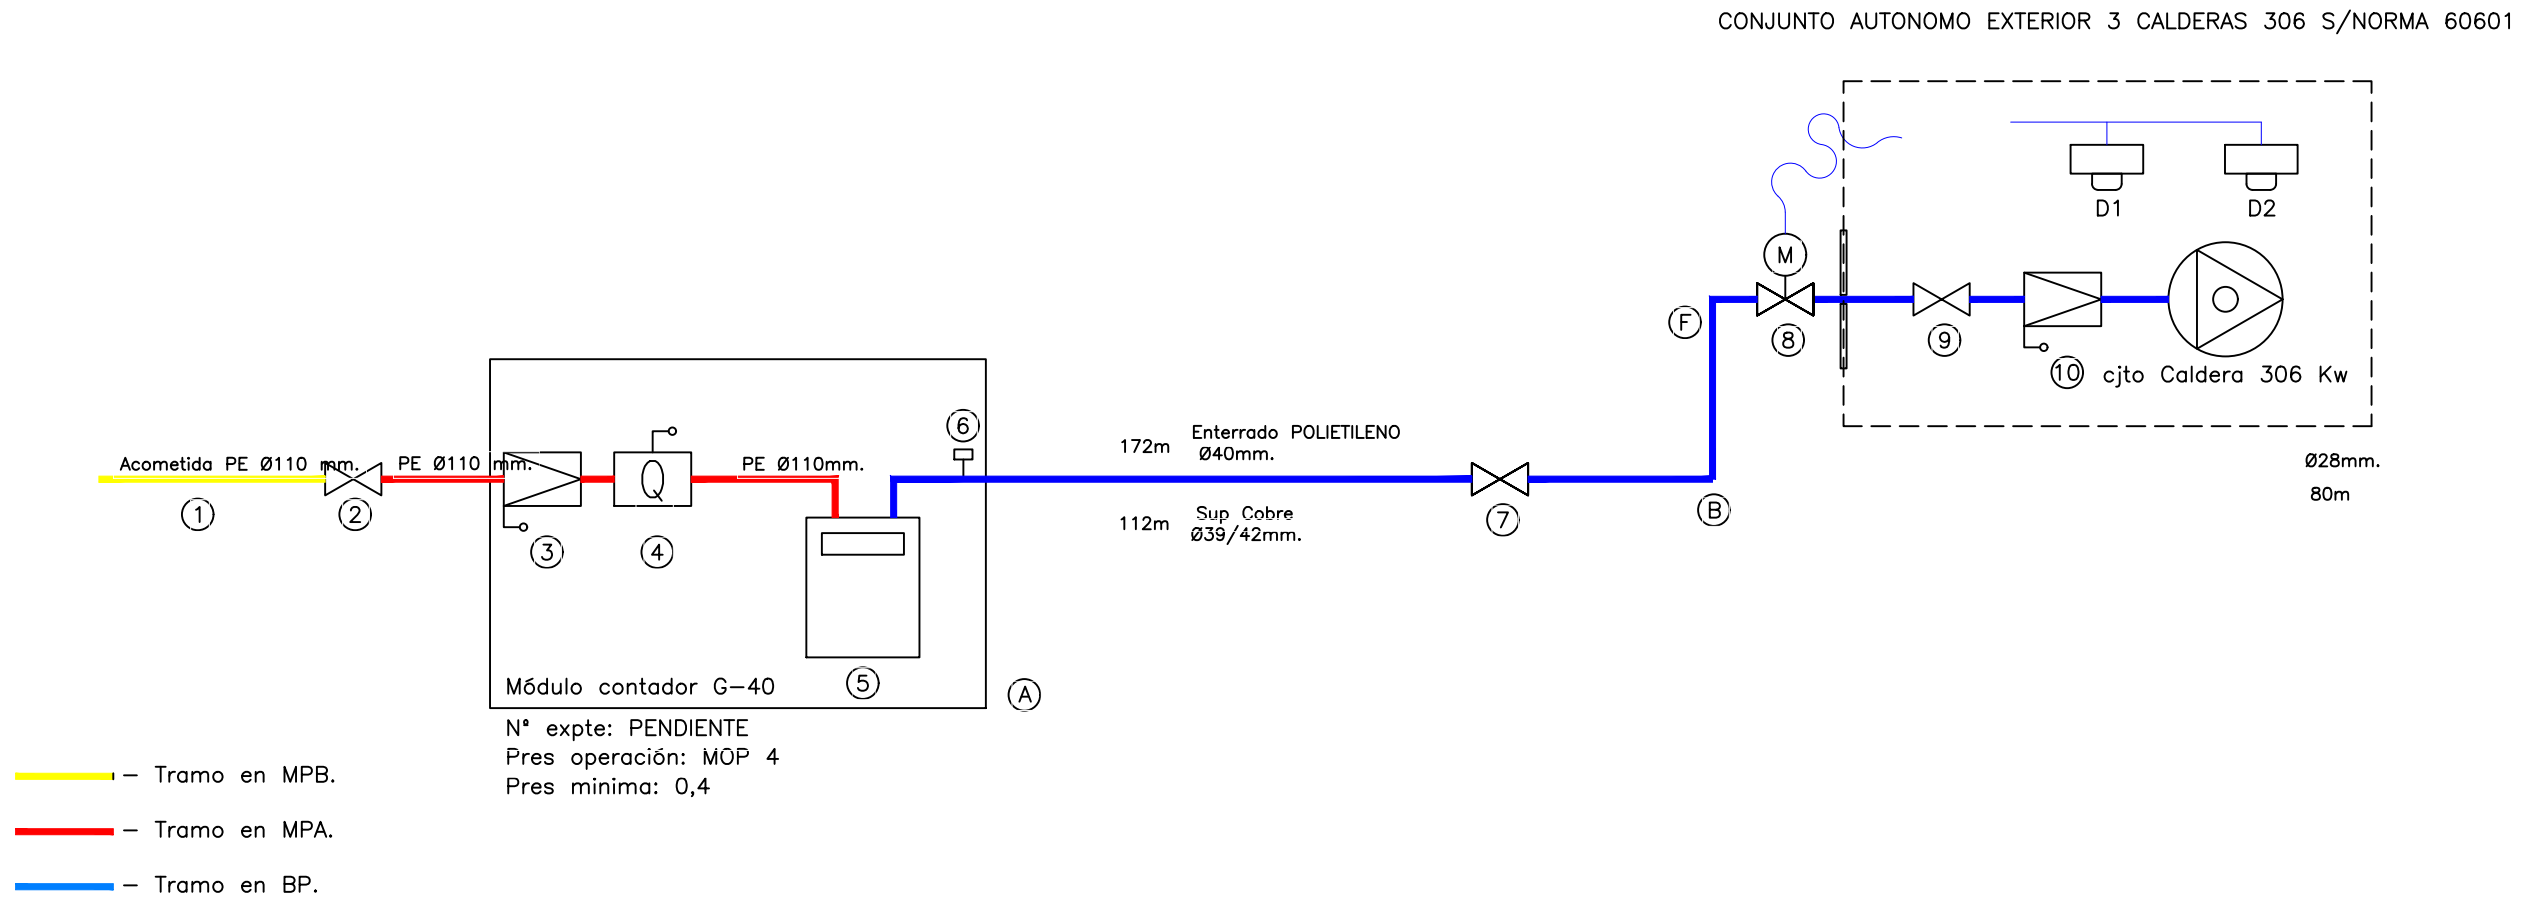 CONJUNTO AUTONOMO EXTERIOR 3 CALDERAS 306 S/NORMA 60601
D1
D2
M
F
8
9
10
cjto Caldera 306 Kw
6
172m
Enterrado POLIETILENO
Ø40mm.
Acometida PE Ø110 mm.
PE Ø110 mm.
PE Ø110mm.
Ø28mm.
80m
Q
1
2
7
B
112m
Sup Cobre
Ø39/42mm.
3
4
5
Módulo contador G-40
A
Nº expte: PENDIENTE
Pres operación: MOP 4
Pres minima: 0,4
- Tramo en MPB.
- Tramo en MPA.
- Tramo en BP.